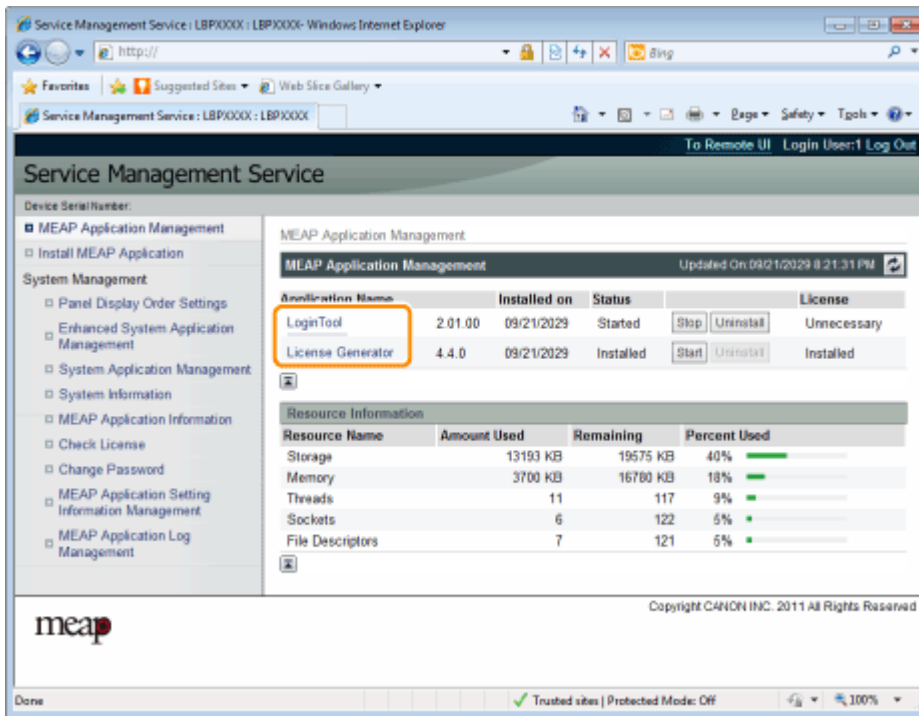 Service Management Service : LBPXXXX : LBPXXXX- Windows Internet Explorer
http://
Bing
Favorites Suggested Sites Web Slice Gallery
Service Management Service : LBPXXXX : LBPXXXX
Page Safety Tools
To Remote UI Login User:1 Log Out
Service Management Service
Device Serial Number:
MEAP Application Management
Install MEAP Application
System Management
Panel Display Order Settings
Enhanced System Application
Management
System Application Management
System Information
MEAP Application Information
Check License
Change Password
MEAP Application Setting
Information Management
MEAP Application Log
Management
MEAP Application Management
MEAP Application Management Updated On:09/21/2029 8:21:31 PM
Application Name Installed on Status License
LoginTool 2.01.00 09/21/2029 Started Stop Uninstall Unnecessary
License Generator 4.4.0 09/21/2029 Installed Start Uninstall Installed
Resource Information
Resource Name Amount Used Remaining Percent Used
Storage 13193 KB 19575 KB 40%
Memory 3700 KB 16780 KB 18%
Threads 11 117 9%
Sockets 6 122 5%
File Descriptors 7 121 6%
Copyright CANON INC. 2011 All Rights Reserved
meap
Done Trusted sites | Protected Mode: Off 100%